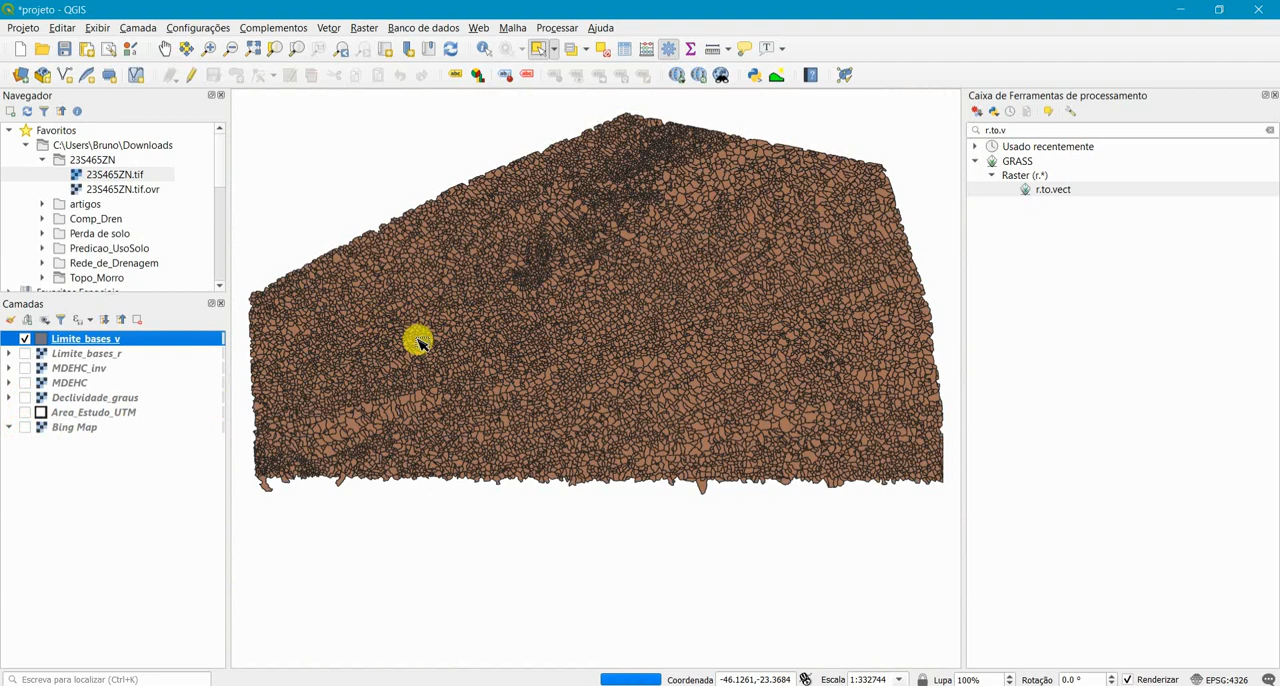 *projeto - QGIS
Projeto Editar Exibir Camada Configurações Complementos Vetor Raster Banco de dados Web Malha Processar Ajuda
Navegador
Favoritos
C:\Users\Bruno\Downloads
23S465ZN
23S465ZN.tif
23S465ZN.tif.ovr
artigos
Comp_Dren
Perda de solo
Predicao_UsoSolo
Rede_de_Drenagem
Topo_Morro
Camadas
Limite_bases_v
Limite_bases_r
MDEHC_inv
MDEHC
Declividade_graus
Area_Estudo_UTM
Bing Map
Caixa de Ferramentas de processamento
r.to.v
Usado recentemente
GRASS
Raster (r.*)
r.to.vect
Escreva para localizar (Ctrl+K)
Coordenada -46.1261,-23.3684 Escala 1:332744 Lupa 100% Rotação 0.0 ° Renderizar EPSG:4326